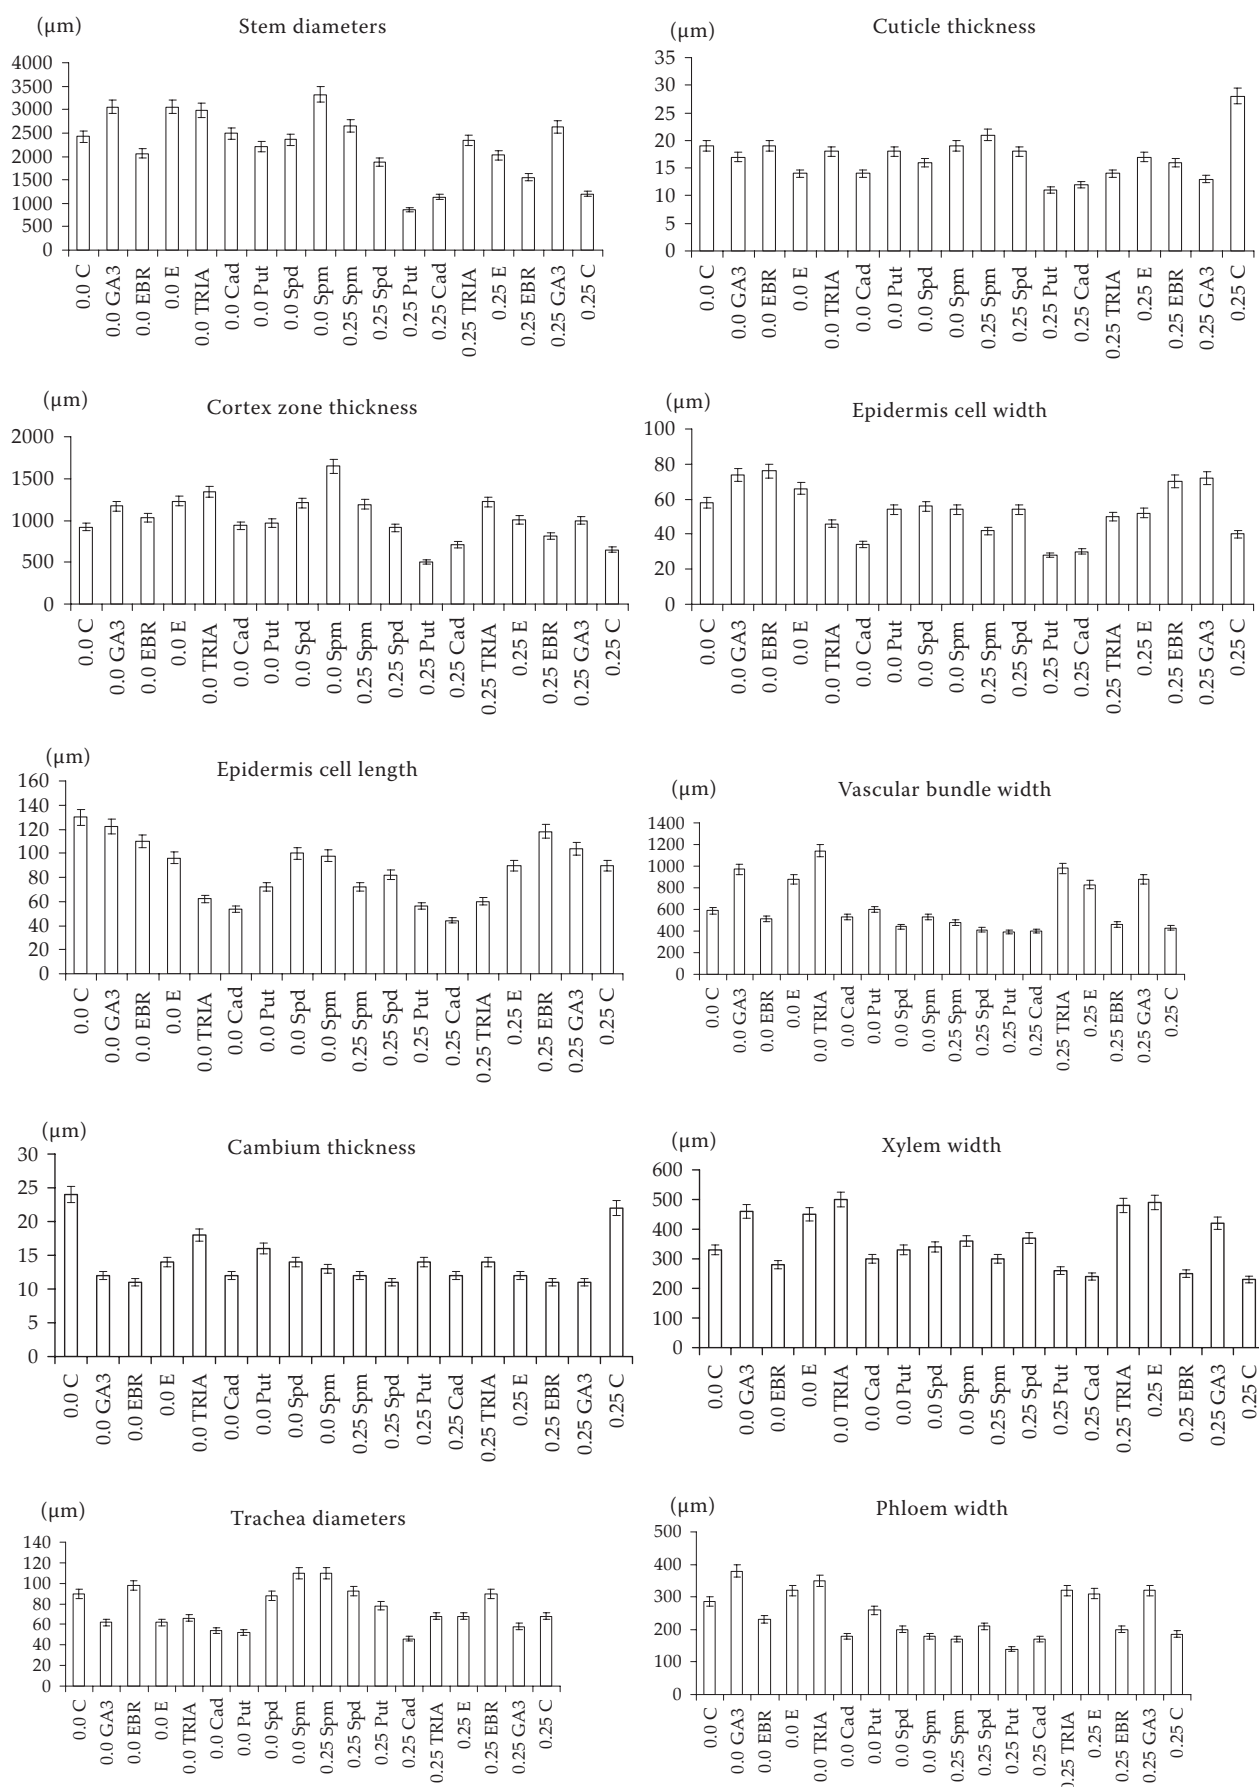 (μm)
Stem diameters
4000
3500
3000
2500
2000
1500
1000
500
0
0.0 C
0.0 GA3
0.0 EBR
0.0 E
0.0 TRIA
0.0 Cad
0.0 Put
0.0 Spd
0.0 Spm
0.25 Spm
0.25 Spd
0.25 Put
0.25 Cad
0.25 TRIA
0.25 E
0.25 EBR
0.25 GA3
0.25 C
(μm)
Cuticle thickness
35
30
25
20
15
10
5
0
0.0 C
0.0 GA3
0.0 EBR
0.0 E
0.0 TRIA
0.0 Cad
0.0 Put
0.0 Spd
0.0 Spm
0.25 Spm
0.25 Spd
0.25 Put
0.25 Cad
0.25 TRIA
0.25 E
0.25 EBR
0.25 GA3
0.25 C
(μm)
Cortex zone thickness
2000
1500
1000
500
0
0.0 C
0.0 GA3
0.0 EBR
0.0 E
0.0 TRIA
0.0 Cad
0.0 Put
0.0 Spd
0.0 Spm
0.25 Spm
0.25 Spd
0.25 Put
0.25 Cad
0.25 TRIA
0.25 E
0.25 EBR
0.25 GA3
0.25 C
(μm)
Epidermis cell width
100
80
60
40
20
0
0.0 C
0.0 GA3
0.0 EBR
0.0 E
0.0 TRIA
0.0 Cad
0.0 Put
0.0 Spd
0.0 Spm
0.25 Spm
0.25 Spd
0.25 Put
0.25 Cad
0.25 TRIA
0.25 E
0.25 EBR
0.25 GA3
0.25 C
(μm)
Epidermis cell length
160
140
120
100
80
60
40
20
0
0.0 C
0.0 GA3
0.0 EBR
0.0 E
0.0 TRIA
0.0 Cad
0.0 Put
0.0 Spd
0.0 Spm
0.25 Spm
0.25 Spd
0.25 Put
0.25 Cad
0.25 TRIA
0.25 E
0.25 EBR
0.25 GA3
0.25 C
(μm)
Vascular bundle width
1400
1200
1000
800
600
400
200
0
0.0 C
0.0 GA3
0.0 EBR
0.0 E
0.0 TRIA
0.0 Cad
0.0 Put
0.0 Spd
0.0 Spm
0.25 Spm
0.25 Spd
0.25 Put
0.25 Cad
0.25 TRIA
0.25 E
0.25 EBR
0.25 GA3
0.25 C
(μm)
Cambium thickness
30
25
20
15
10
5
0
0.0 C
0.0 GA3
0.0 EBR
0.0 E
0.0 TRIA
0.0 Cad
0.0 Put
0.0 Spd
0.0 Spm
0.25 Spm
0.25 Spd
0.25 Put
0.25 Cad
0.25 TRIA
0.25 E
0.25 EBR
0.25 GA3
0.25 C
(μm)
Xylem width
600
500
400
300
200
100
0
0.0 C
0.0 GA3
0.0 EBR
0.0 E
0.0 TRIA
0.0 Cad
0.0 Put
0.0 Spd
0.0 Spm
0.25 Spm
0.25 Spd
0.25 Put
0.25 Cad
0.25 TRIA
0.25 E
0.25 EBR
0.25 GA3
0.25 C
(μm)
Trachea diameters
140
120
100
80
60
40
20
0
0.0 C
0.0 GA3
0.0 EBR
0.0 E
0.0 TRIA
0.0 Cad
0.0 Put
0.0 Spd
0.0 Spm
0.25 Spm
0.25 Spd
0.25 Put
0.25 Cad
0.25 TRIA
0.25 E
0.25 EBR
0.25 GA3
0.25 C
(μm)
Phloem width
500
400
300
200
100
0
0.0 C
0.0 GA3
0.0 EBR
0.0 E
0.0 TRIA
0.0 Cad
0.0 Put
0.0 Spd
0.0 Spm
0.25 Spm
0.25 Spd
0.25 Put
0.25 Cad
0.25 TRIA
0.25 E
0.25 EBR
0.25 GA3
0.25 C